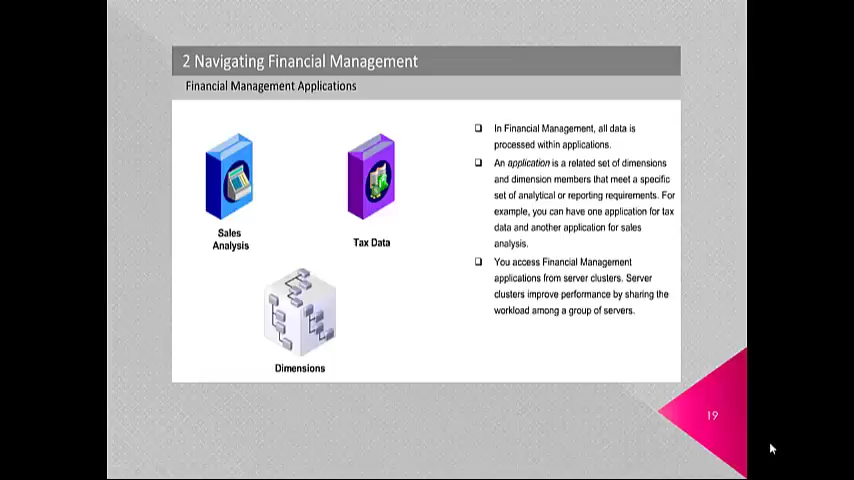 2 Navigating Financial Management
Financial Management Applications
Sales
Analysis
Tax Data
Dimensions
❑ In Financial Management, all data is
processed within applications.
❑ An application is a related set of dimensions
and dimension members that meet a specific
set of analytical or reporting requirements. For
example, you can have one application for tax
data and another application for sales
analysis.
❑ You access Financial Management
applications from server clusters. Server
clusters improve performance by sharing the
workload among a group of servers.
19